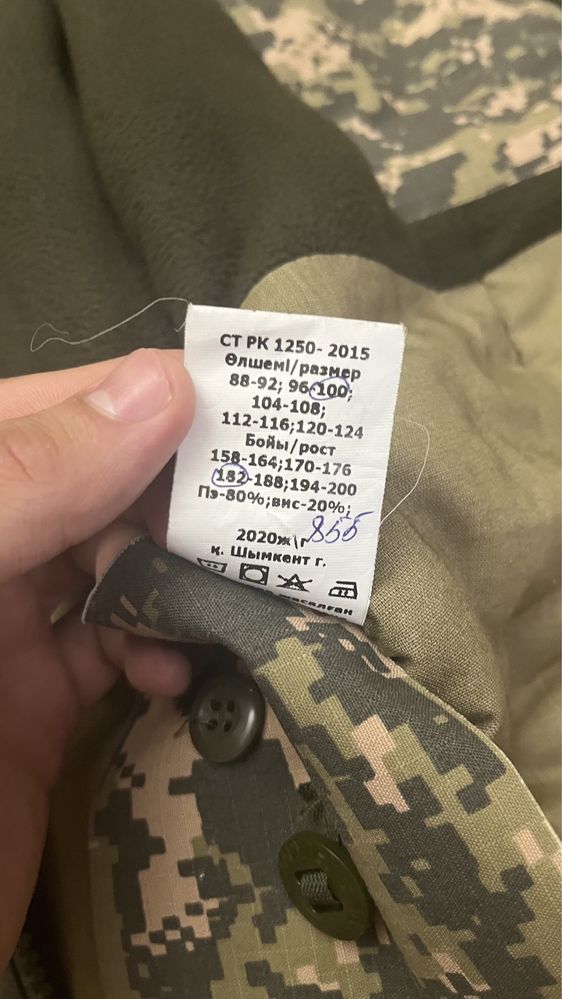 СТ РК 1250- 2015
Өлшемі/размер
88-92; 96-100;
104-108;
112-116;120-124
Бойы/рост
158-164;170-176
182-188;194-200
Пэ-80%;вис-20%;
2020ж\г 855
қ. Шымкент г.
жасалған